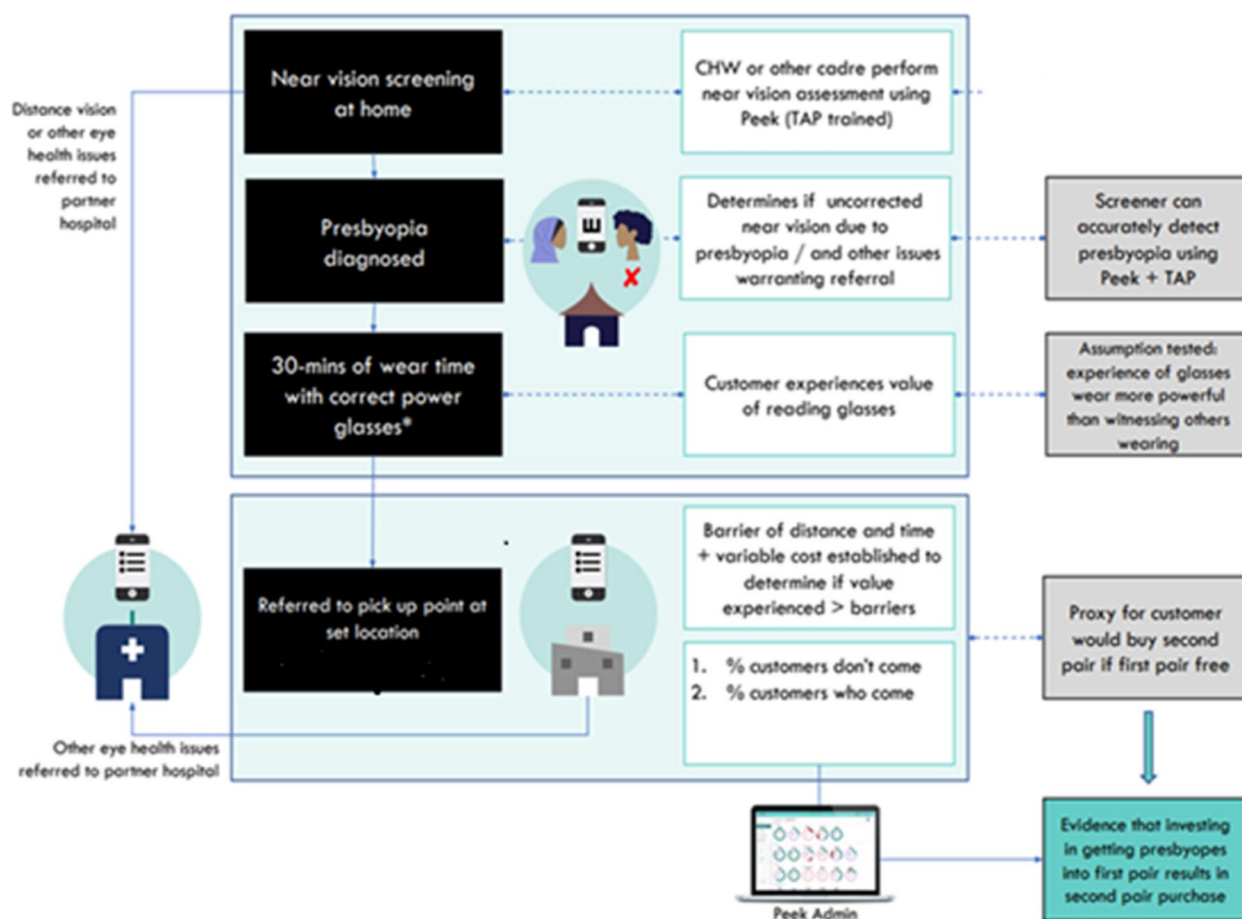 Near vision screening
at home
CHW or other cadre perform
near vision assessment using
Peek (TAP trained)
Distance vision
or other eye
health issues
referred to
partner
hospital
Presbyopia
diagnosed
Determines if uncorrected
near vision due to
presbyopia / and other issues
warranting referral
Screener can
accurately detect
presbyopia using
Peek + TAP
30-mins of wear time
with correct power
glasses*
Customer experiences value
of reading glasses
Assumption tested:
experience of glasses
wear more powerful
than witnessing others
wearing
Referred to pick up point at
set location
Barrier of distance and time
+ variable cost established to
determine if value
experienced > barriers
1. % customers don't come
2. % customers who come
Proxy for customer
would buy second
pair if first pair free
Other eye health issues
referred to partner hospital
Peek Admin
Evidence that investing
in getting presbyopes
into first pair results in
second pair purchase